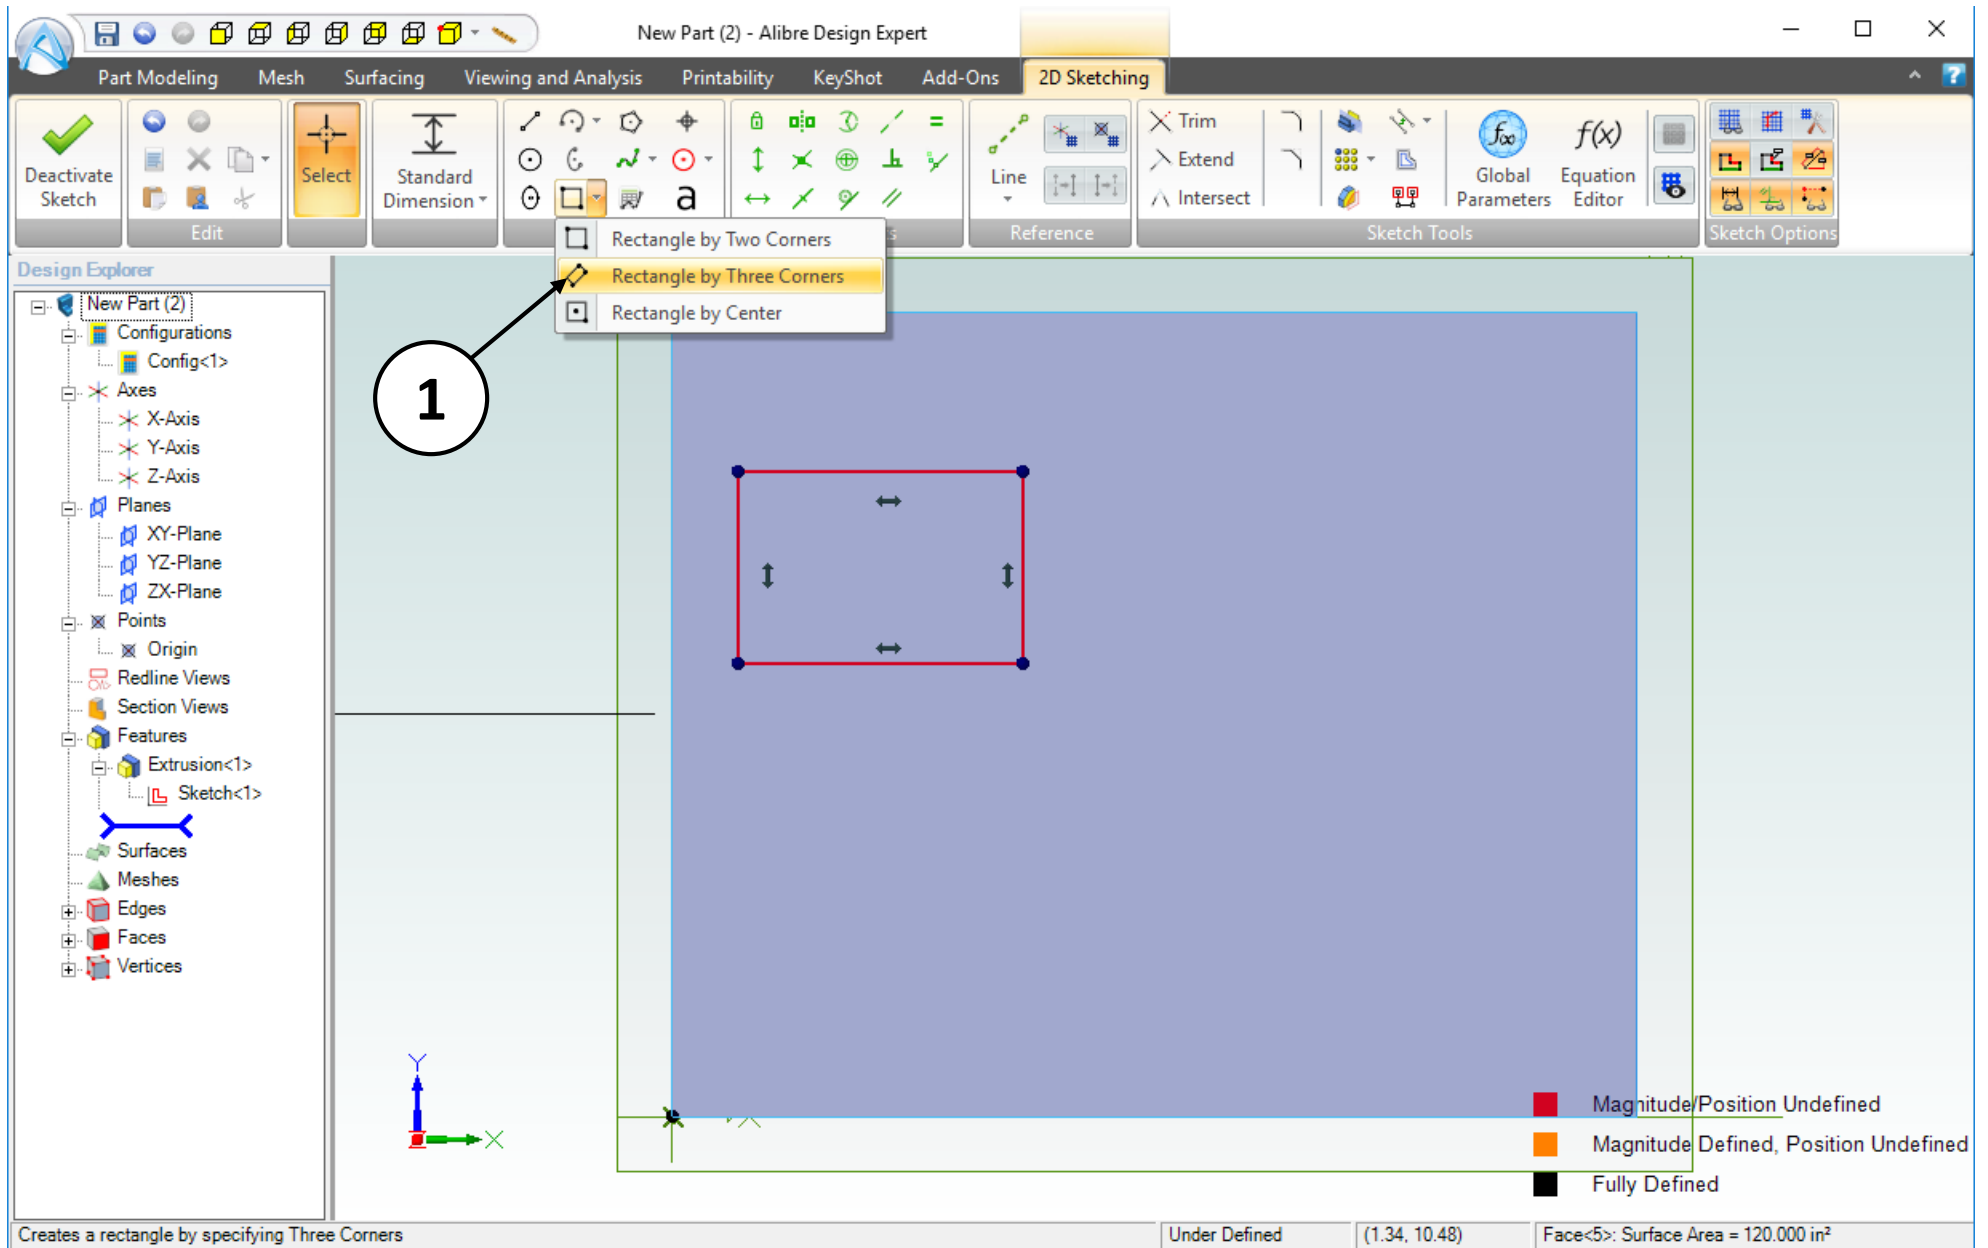 New Part (2) - Alibre Design Expert
Part Modeling Mesh Surfacing Viewing and Analysis Printability KeyShot Add-Ons 2D Sketching
Deactivate Sketch
Edit
Select
Standard Dimension
a
Line
Reference
Trim
Extend
Intersect
Global Parameters
f(x)
Equation Editor
Sketch Tools
Sketch Options
Rectangle by Two Corners
Rectangle by Three Corners
Rectangle by Center
1
Design Explorer
New Part (2)
Configurations
Config<1>
Axes
X-Axis
Y-Axis
Z-Axis
Planes
XY-Plane
YZ-Plane
ZX-Plane
Points
Origin
Redline Views
Section Views
Features
Extrusion<1>
Sketch<1>
Surfaces
Meshes
Edges
Faces
Vertices
Y
X
Magnitude/Position Undefined
Magnitude Defined, Position Undefined
Fully Defined
Creates a rectangle by specifying Three Corners
Under Defined
(1.34, 10.48)
Face<5>: Surface Area = 120.000 in²